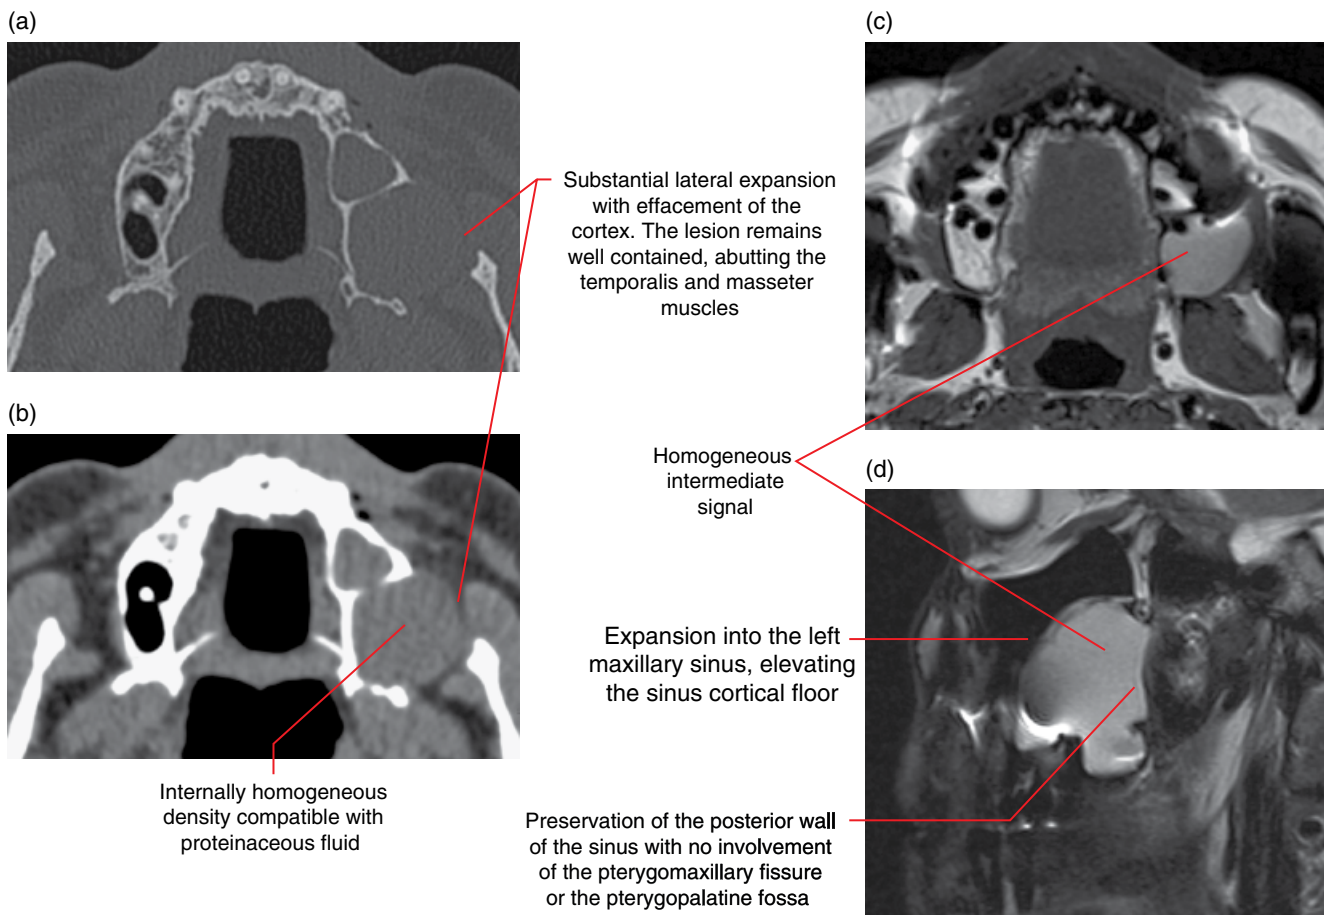 (a)
(c)
Substantial lateral expansion
with effacement of the
cortex. The lesion remains
well contained, abutting the
temporalis and masseter
muscles
(b)
Homogeneous
intermediate
signal
(d)
Expansion into the left
maxillary sinus, elevating
the sinus cortical floor
Internally homogeneous
density compatible with
proteinaceous fluid
Preservation of the posterior wall
of the sinus with no involvement
of the pterygomaxillary fissure
or the pterygopalatine fossa